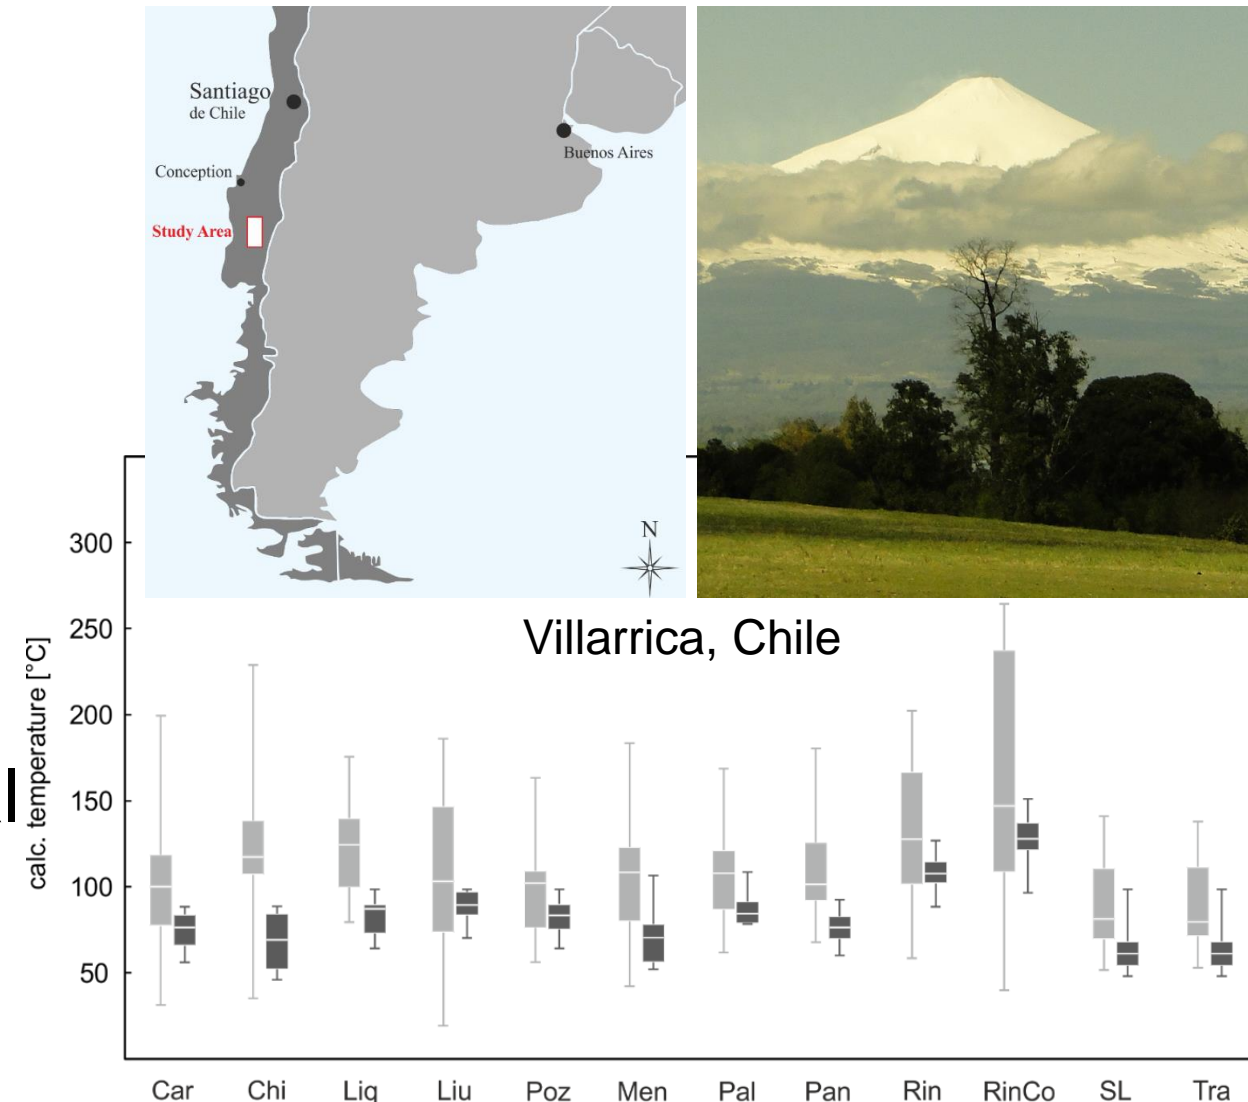 Santiago
de Chile
Buenos Aires
Conception
Study Area
N
Villarrica, Chile
calc. temperature [°C]
300
250
200
150
100
50
Car Chi Liq Liu Poz Men Pal Pan Rin RinCo SL Tra